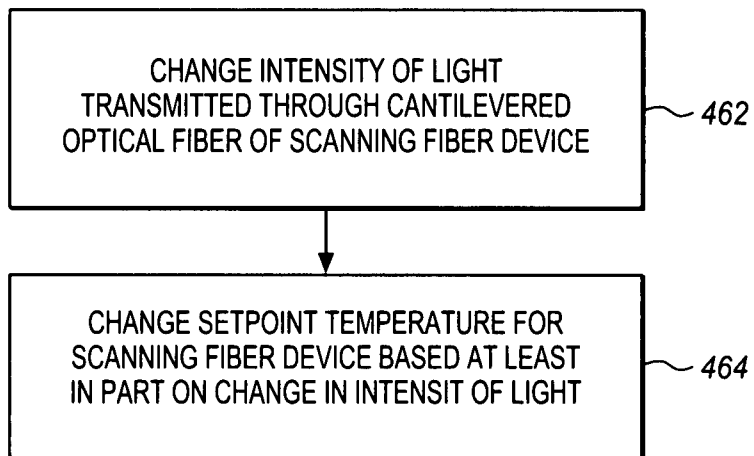 CHANGE INTENSITY OF LIGHT
TRANSMITTED THROUGH CANTILEVERED
OPTICAL FIBER OF SCANNING FIBER DEVICE
462
CHANGE SETPOINT TEMPERATURE FOR
SCANNING FIBER DEVICE BASED AT LEAST
IN PART ON CHANGE IN INTENSIT OF LIGHT
464